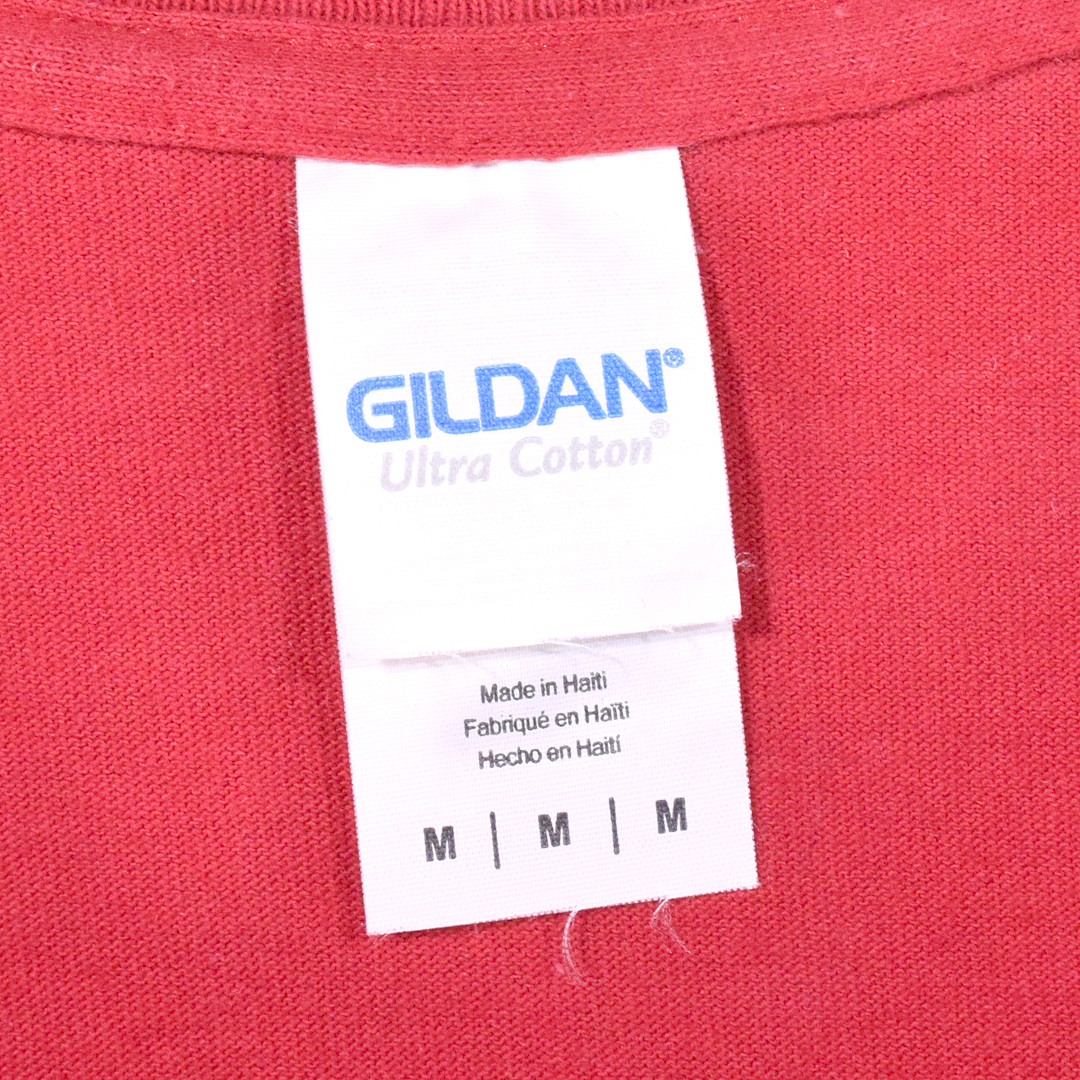 GILDAN®
Ultra Cotton®
Made in Haiti
Fabriqué en Haïti
Hecho en Haití
M | M | M